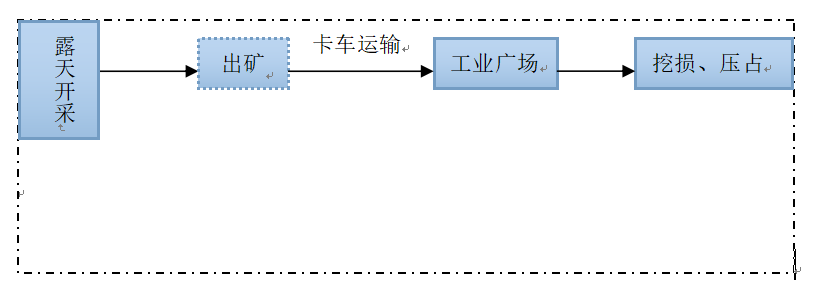 露天开采
出矿
卡车运输
工业广场
挖损、压占